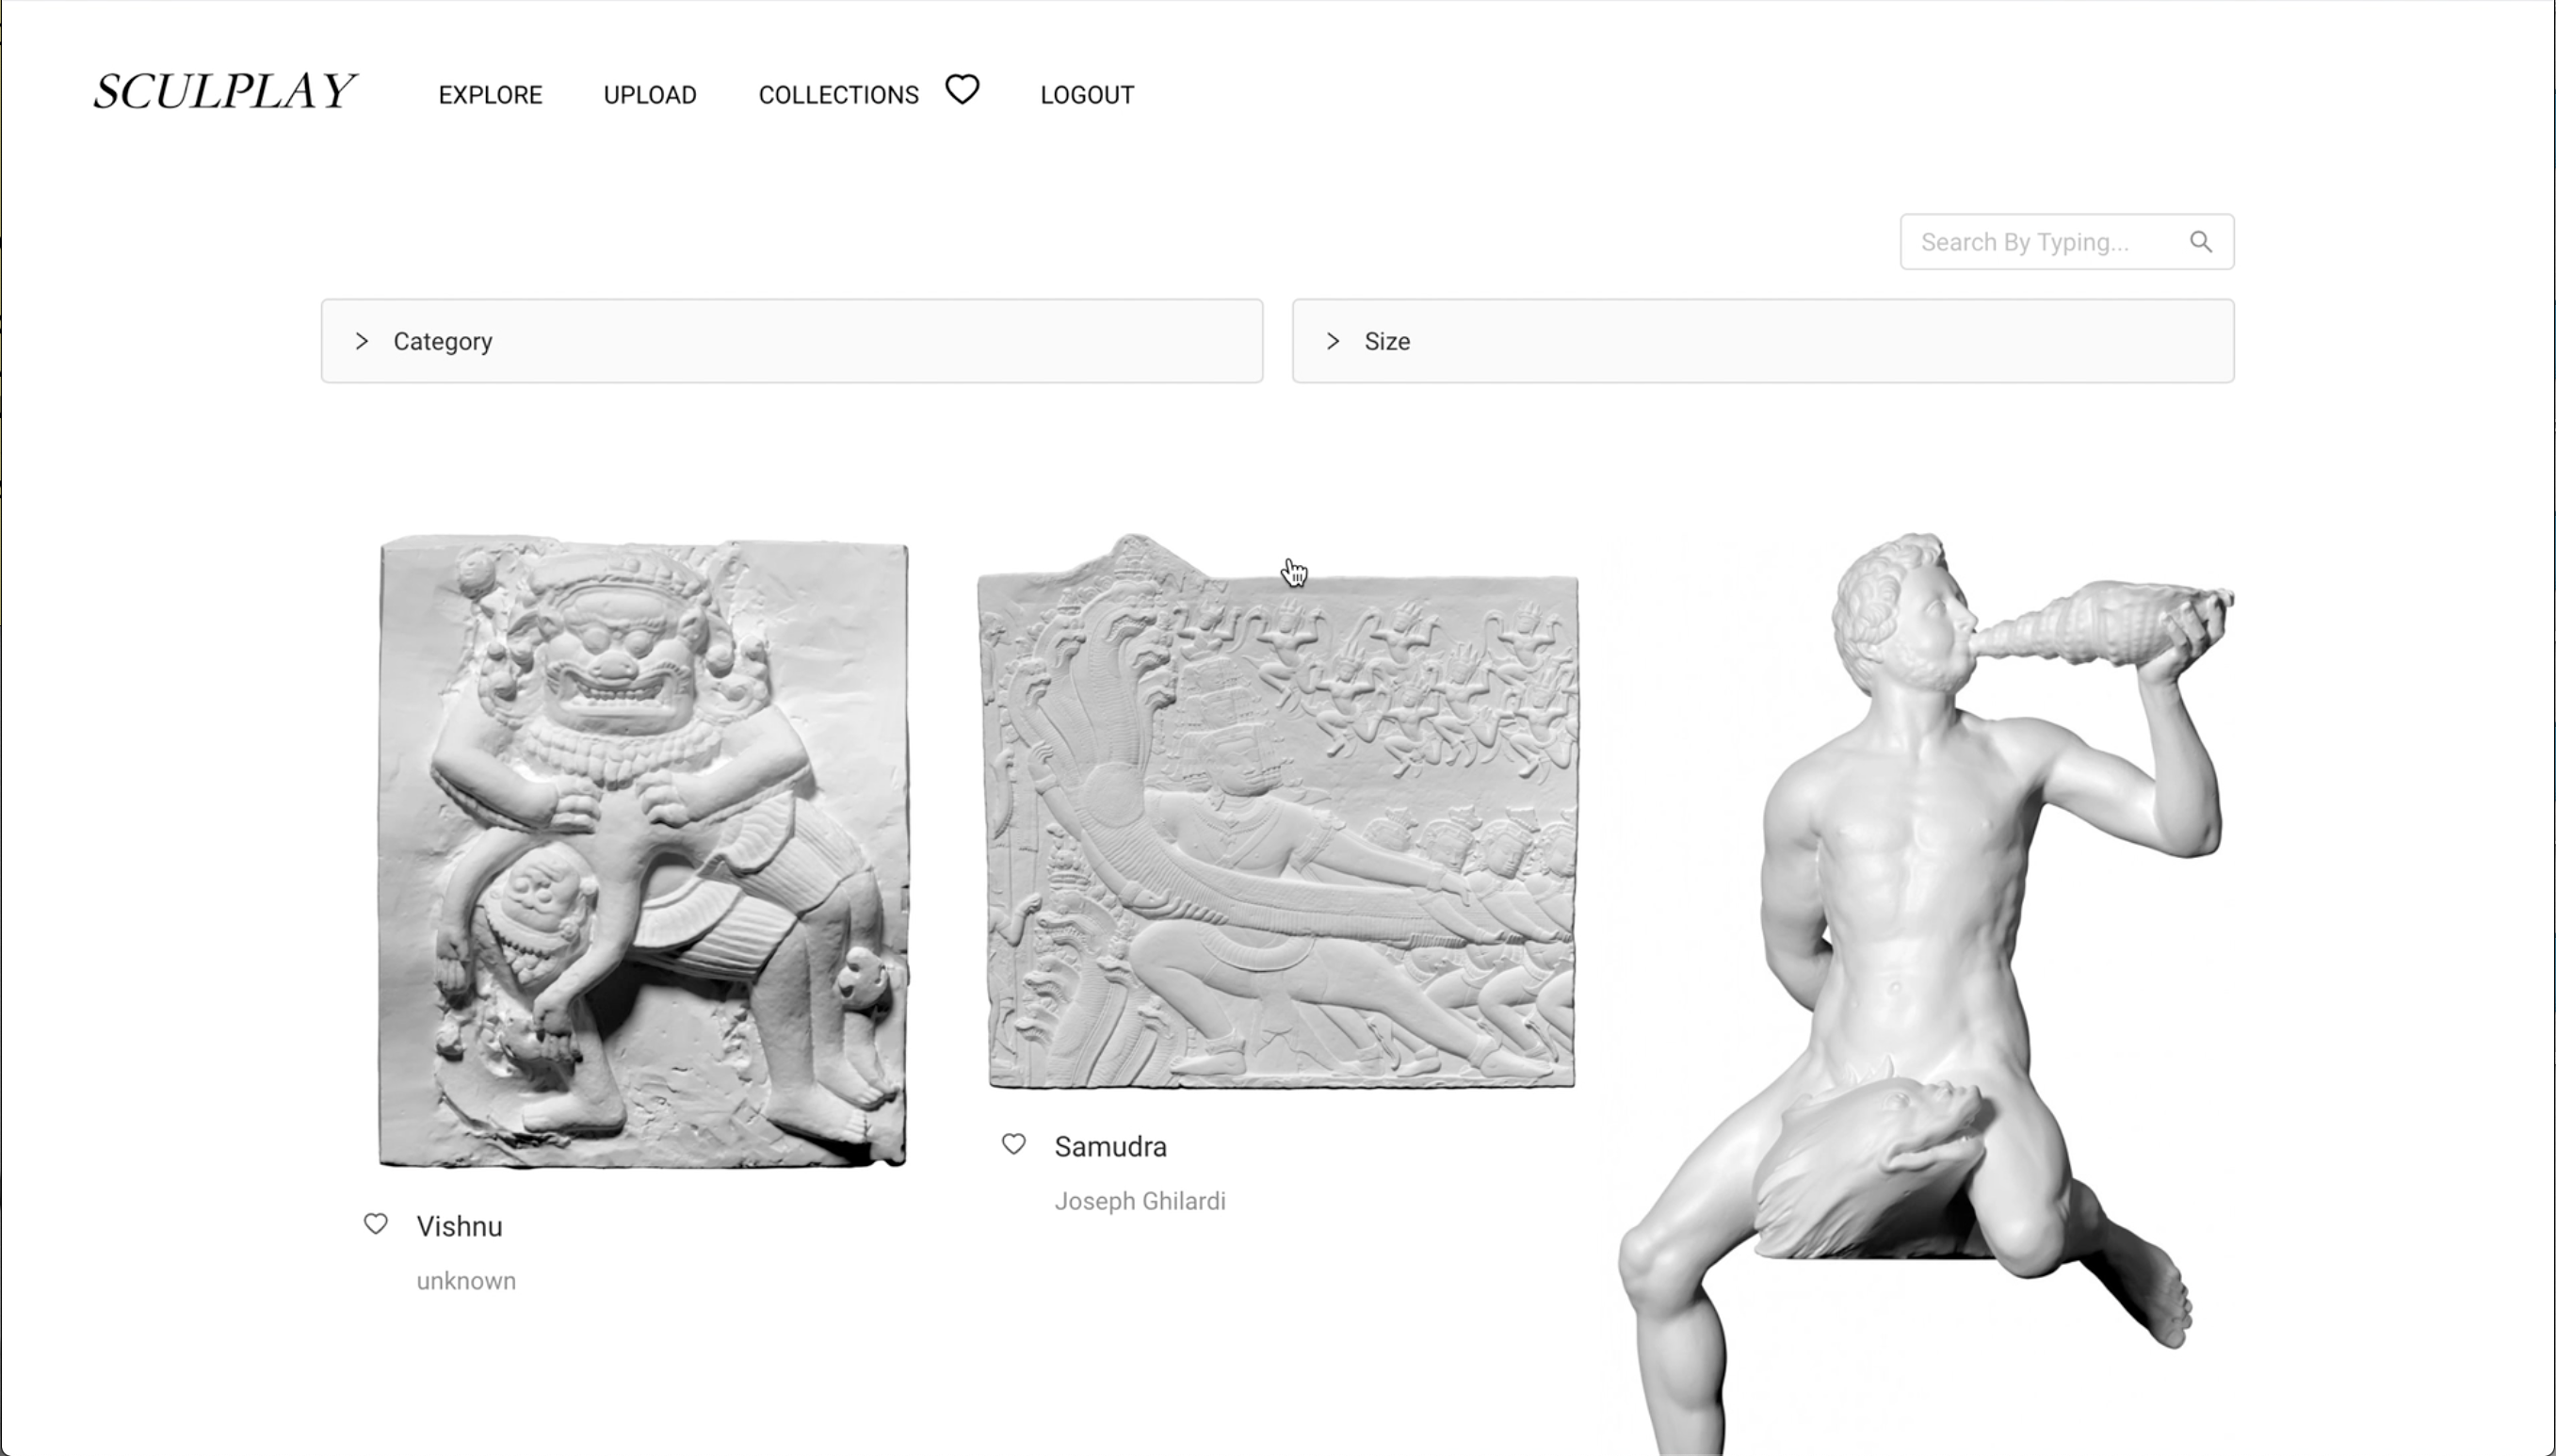 SCULPLAY EXPLORE UPLOAD COLLECTIONS LOGOUT
Search By Typing...
Category
Size
Samudra
Joseph Ghilardi
Vishnu
unknown